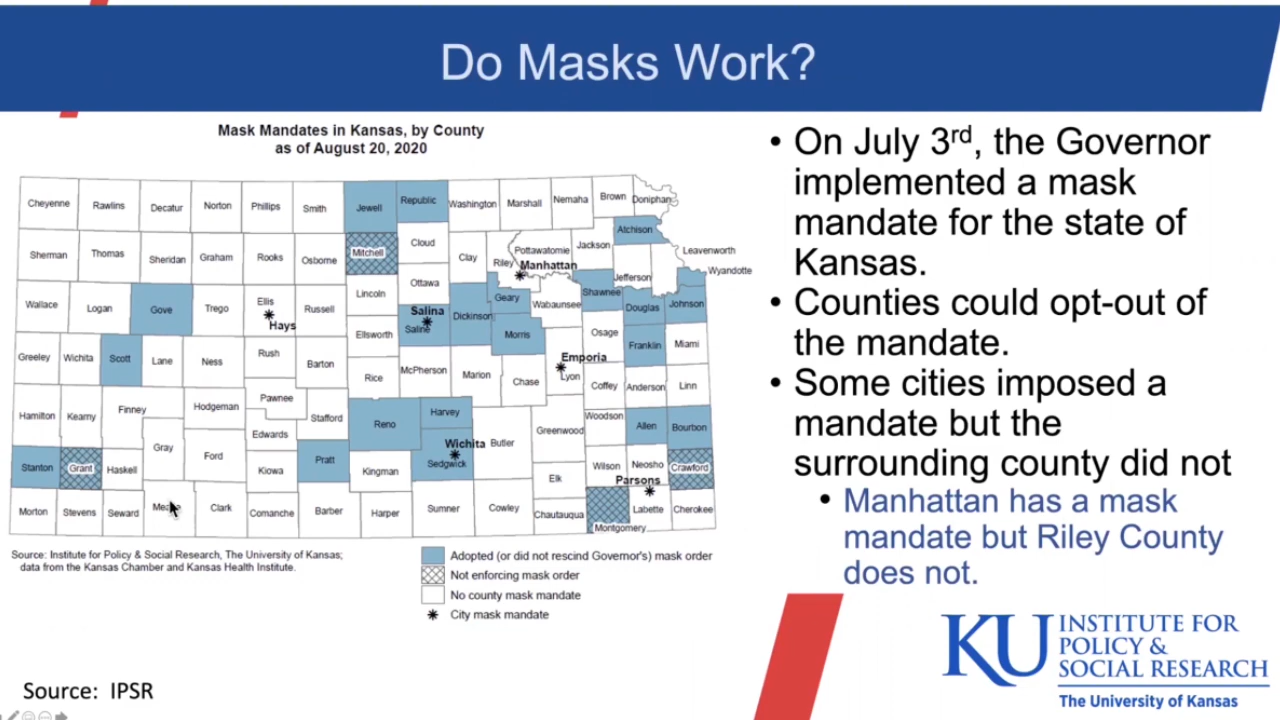 Do Masks Work?
Mask Mandates in Kansas, by County
as of August 20, 2020
Cheyenne Rawlins Decatur Norton Phillips Smith Jewell Republic Washington Marshall Nemaha Brown Doniphan
Atchison
Sherman Thomas Sheridan Graham Rooks Osborne Mitchell Cloud Clay Riley Pottawatomie Jackson Jefferson Leavenworth
Manhattan
Wyandotte
Ottawa
Wallace Logan Gove Trego Ellis Russell Lincoln Salina Saline Dickinson Geary Wabaunsee Shawnee Douglas Johnson
Hays
Ellsworth Morris Osage Franklin Miami
Greeley Wichita Scott Lane Ness Rush Barton Rice McPherson Marion Chase Emporia Lyon Coffey Anderson Linn
Hamilton Kearny Finney Hodgeman Pawnee Stafford Reno Harvey Woodson Allen Bourbon
Gray Ford Edwards Wichita Butler Greenwood
Stanton Grant Haskell Kiowa Pratt Kingman Sedgwick Elk Wilson Neosho Crawford
Parsons
Morton Stevens Seward Meade Clark Comanche Barber Harper Sumner Cowley Chautauqua Montgomery Labette Cherokee
Source: Institute for Policy & Social Research, The University of Kansas;
data from the Kansas Chamber and Kansas Health Institute.
Adopted (or did not rescind Governor's) mask order
Not enforcing mask order
No county mask mandate
City mask mandate
Source: IPSR
• On July 3rd, the Governor
implemented a mask
mandate for the state of
Kansas.
• Counties could opt-out of
the mandate.
• Some cities imposed a
mandate but the
surrounding county did not
• Manhattan has a mask
mandate but Riley County
does not.
KU INSTITUTE FOR
POLICY &
SOCIAL RESEARCH
The University of Kansas